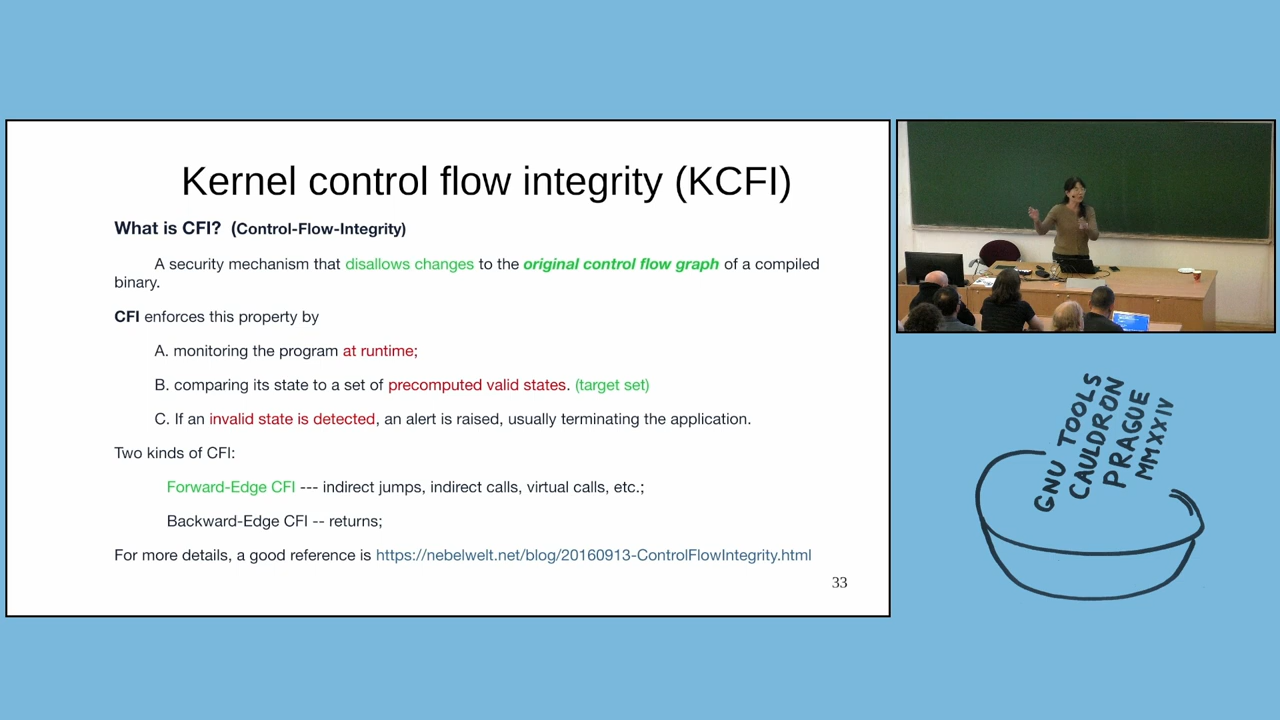 Kernel control flow integrity (KCFI)
What is CFI? (Control-Flow-Integrity)
A security mechanism that disallows changes to the original control flow graph of a compiled
binary.
CFI enforces this property by
A. monitoring the program at runtime;
B. comparing its state to a set of precomputed valid states. (target set)
C. If an invalid state is detected, an alert is raised, usually terminating the application.
Two kinds of CFI:
Forward-Edge CFI --- indirect jumps, indirect calls, virtual calls, etc.;
Backward-Edge CFI -- returns;
For more details, a good reference is https://nebelwelt.net/blog/20160913-ControlFlowIntegrity.html
33
GNU TOOLS
CAULDRON
PRAGUE
MMXXIV